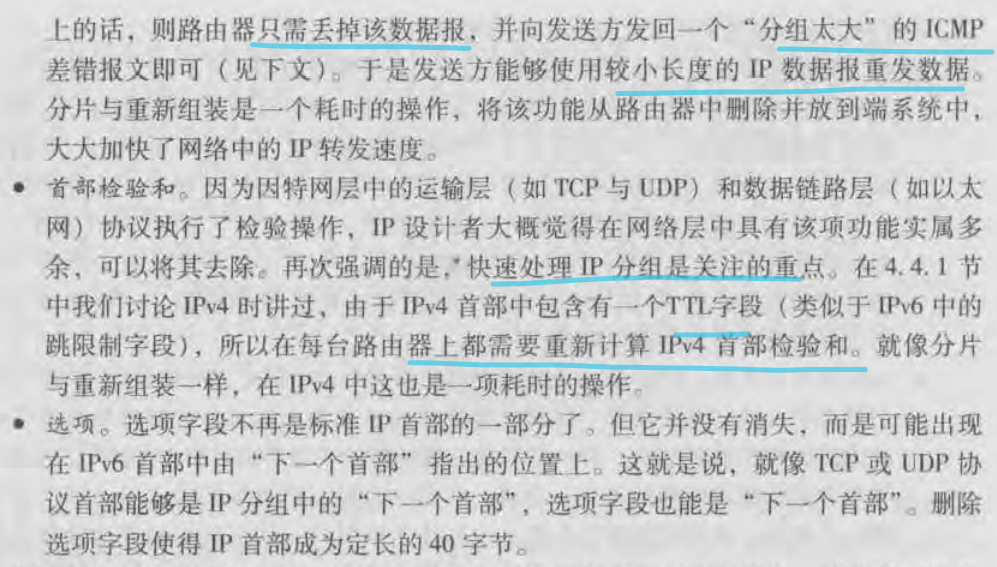 上的话，则路由器只需丢掉该数据报，并向发送方发回一个“分组太大”的 ICMP
差错报文即可（见下文）。于是发送方能够使用较小长度的 IP 数据报重发数据。
分片与重新组装是一个耗时的操作，将该功能从路由器中删除并放到端系统中，
大大加快了网络中的 IP 转发速度。
• 首部检验和。因为因特网层中的运输层（如 TCP 与 UDP）和数据链路层（如以太
网）协议执行了检验操作，IP 设计者大概觉得在网络层中具有该项功能实属多
余，可以将其去除。再次强调的是，快速处理 IP 分组是关注的重点。在 4.4.1 节
中我们讨论 IPv4 时讲过，由于 IPv4 首部中包含有一个TTL字段（类似于 IPv6 中的
跳限制字段），所以在每台路由器上都需要重新计算 IPv4 首部检验和。就像分片
与重新组装一样，在 IPv4 中这也是一项耗时的操作。
• 选项。选项字段不再是标准 IP 首部的一部分了。但它并没有消失，而是可能出现
在 IPv6 首部中由“下一个首部”指出的位置上。这就是说，就像 TCP 或 UDP 协
议首部能够是 IP 分组中的“下一个首部”，选项字段也能是“下一个首部”。删除
选项字段使得 IP 首部成为定长的 40 字节。